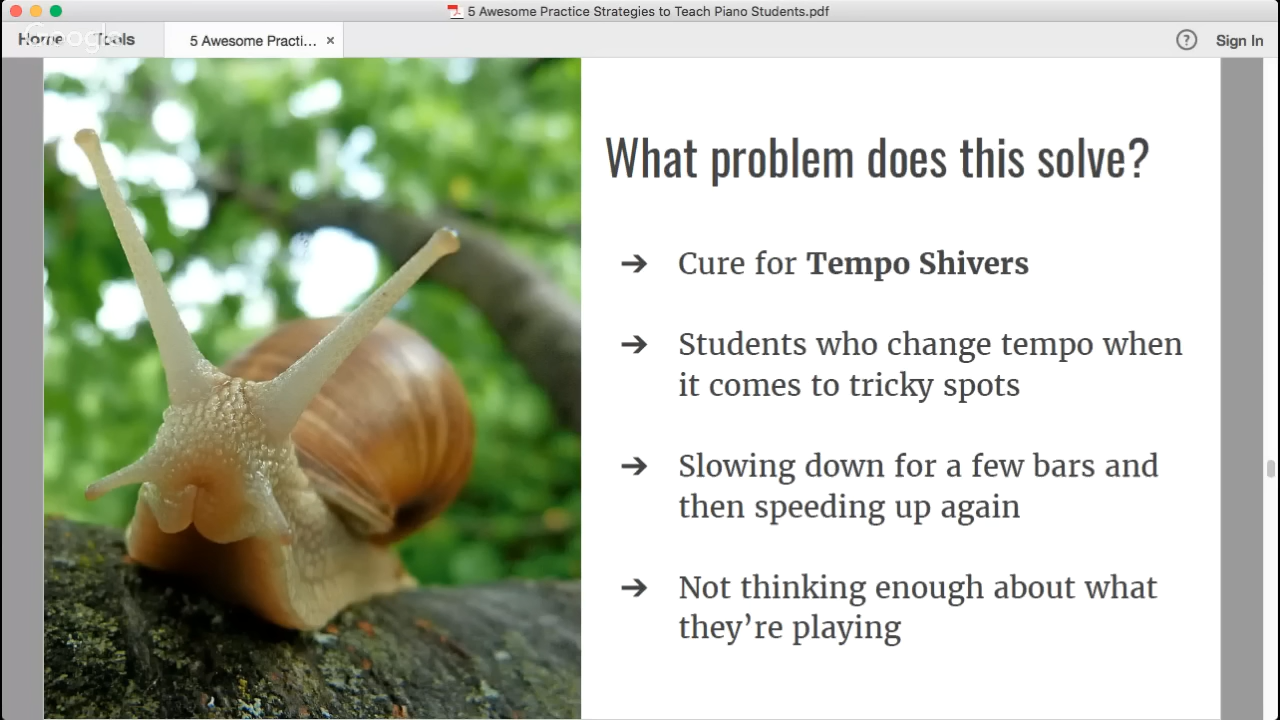 5 Awesome Practice Strategies to Teach Piano Students.pdf
Home Tools 5 Awesome Practi... × ? Sign In
Google
What problem does this solve?
➔ Cure for Tempo Shivers
➔ Students who change tempo when
it comes to tricky spots
➔ Slowing down for a few bars and
then speeding up again
➔ Not thinking enough about what
they’re playing